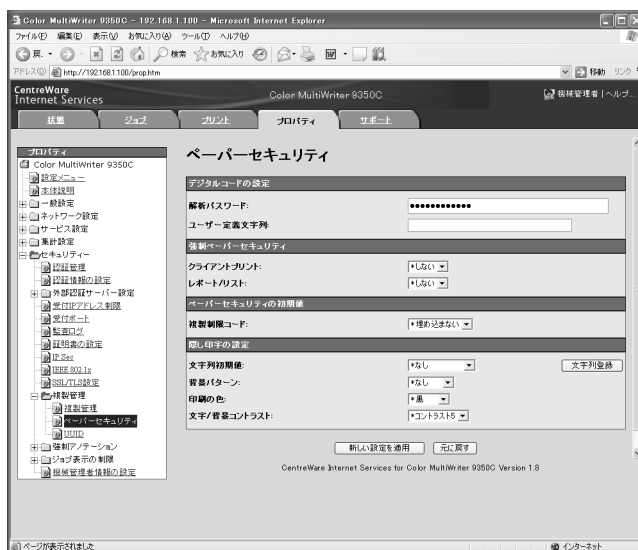 Color MultiWriter 9350C - 192.168.1.100 - Microsoft Internet Explorer
ファイル(F) 編集(E) 表示(V) お気に入り(A) ツール(T) ヘルプ(H)
戻る 検索 お気に入り
アドレス(D) http://192.168.1.100/prop.htm 移動 リンク
CentreWare
Internet Services
Color MultiWriter 9350C
機械管理者 | ヘルプ
状態 ジョブ プリント プロパティ サポート
プロパティ
Color MultiWriter 9350C
設定メニュー
本体説明
一般設定
ネットワーク設定
サービス設定
集計設定
セキュリティー
認証管理
認証情報の設定
外部認証サーバー設定
受付IPアドレス制限
受付ポート
監査ログ
証明書の設定
IP Sec
IEEE 802.1x
SSL/TLS設定
複製管理
複製管理
ペーパーセキュリティ
UUID
強制アノテーション
ジョブ表示の制限
機械管理者情報の設定
ペーパーセキュリティ
デジタルコードの設定
解析パスワード: ●●●●●●●●●●●●
ユーザー定義文字列:
強制ペーパーセキュリティ
クライアントプリント: *しない
レポート/リスト: *しない
ペーパーセキュリティの初期値
複製制限コード: *埋め込まない
隠し印字の設定
文字列初期値: *なし 文字列登録
背景パターン: *なし
印刷の色: *黒
文字/背景コントラスト: *コントラスト5
新しい設定を適用 元に戻す
CentreWare Internet Services for Color MultiWriter 9350C Version 1.8
ページが表示されました インターネット